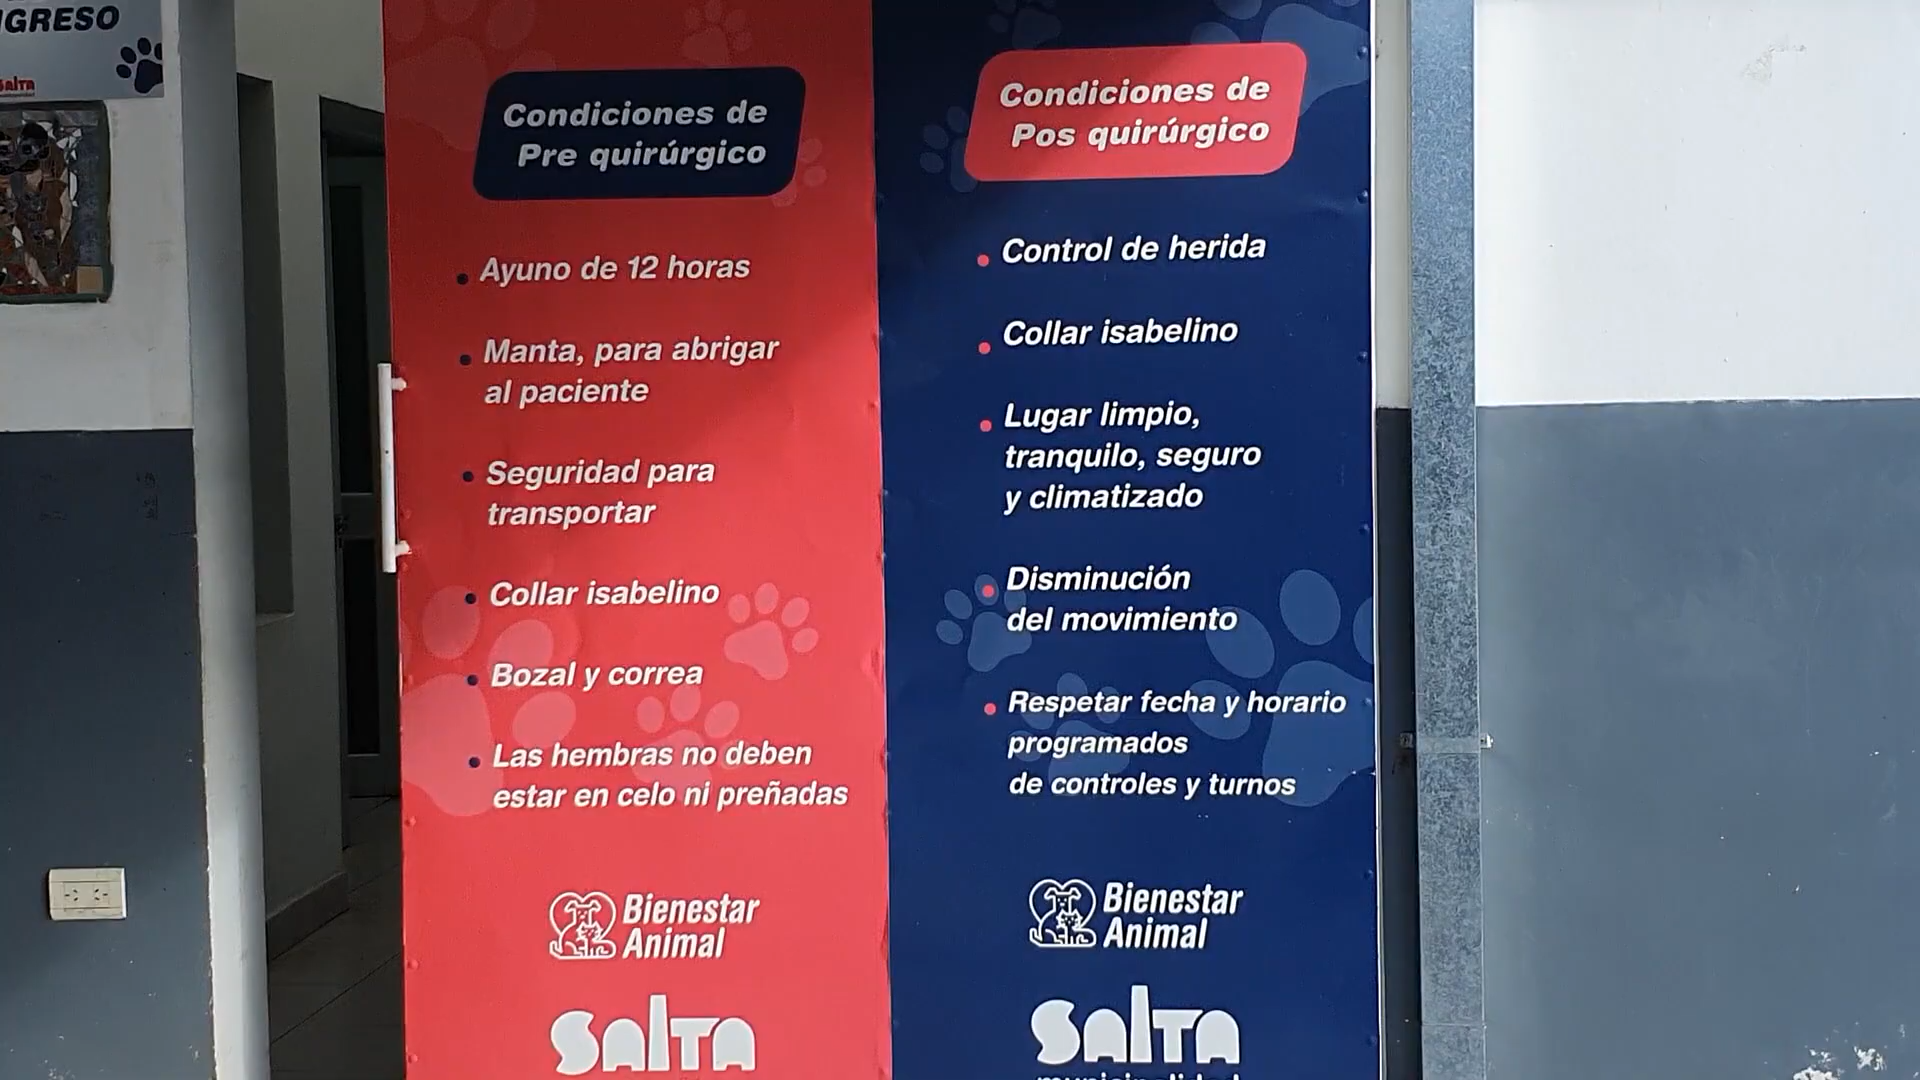 SALTA
Condiciones de
Pre quirúrgico
Ayuno de 12 horas
Manta, para abrigar
al paciente
Seguridad para
transportar
Collar isabelino
Bozal y correa
Las hembras no deben
estar en celo ni preñadas
Bienestar
Animal
SALTA
Condiciones de
Pos quirúrgico
Control de herida
Collar isabelino
Lugar limpio,
tranquilo, seguro
y climatizado
Disminución
del movimiento
Respetar fecha y horario
programados
de controles y turnos
Bienestar
Animal
SALTA